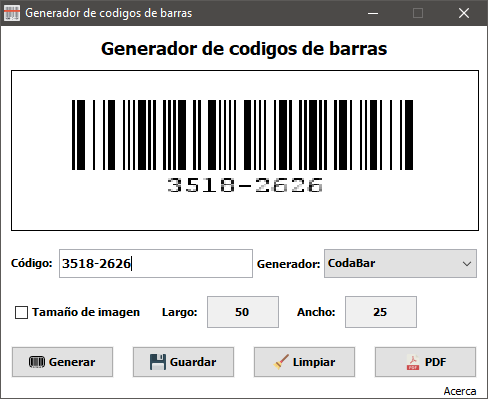 Generador de codigos de barras
Generador de codigos de barras
3518-2626
Código: 3518-2626 Generador: CodaBar
Tamaño de imagen Largo: 50 Ancho: 25
Generar Guardar Limpiar PDF
Acerca